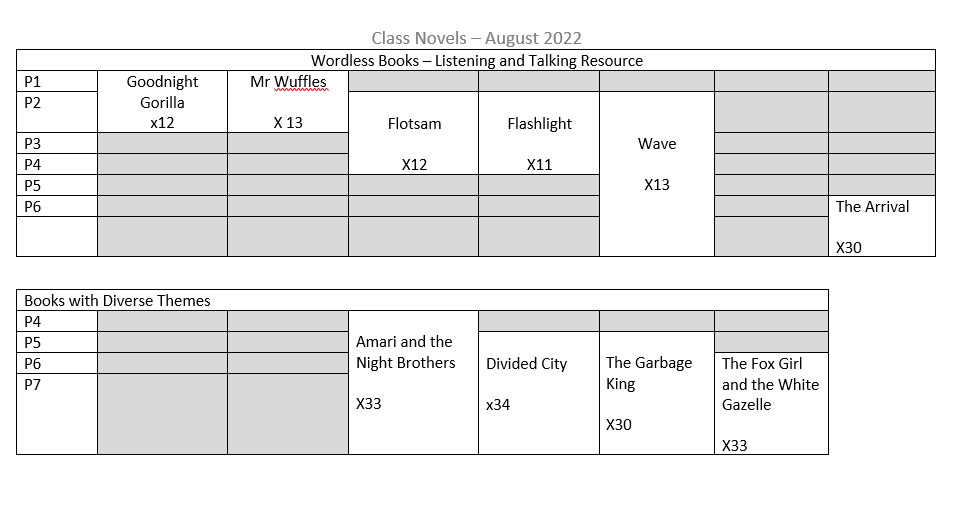 Class Novels – August 2022
Wordless Books – Listening and Talking Resource
P1
Goodnight
Gorilla
x12
Mr Wuffles
X 13
P2
Flotsam
X12
Flashlight
X11
Wave
X13
P3
P4
P5
P6
The Arrival
X30
Books with Diverse Themes
P4
P5
P6
P7
Amari and the
Night Brothers
X33
Divided City
x34
The Garbage
King
X30
The Fox Girl
and the White
Gazelle
X33